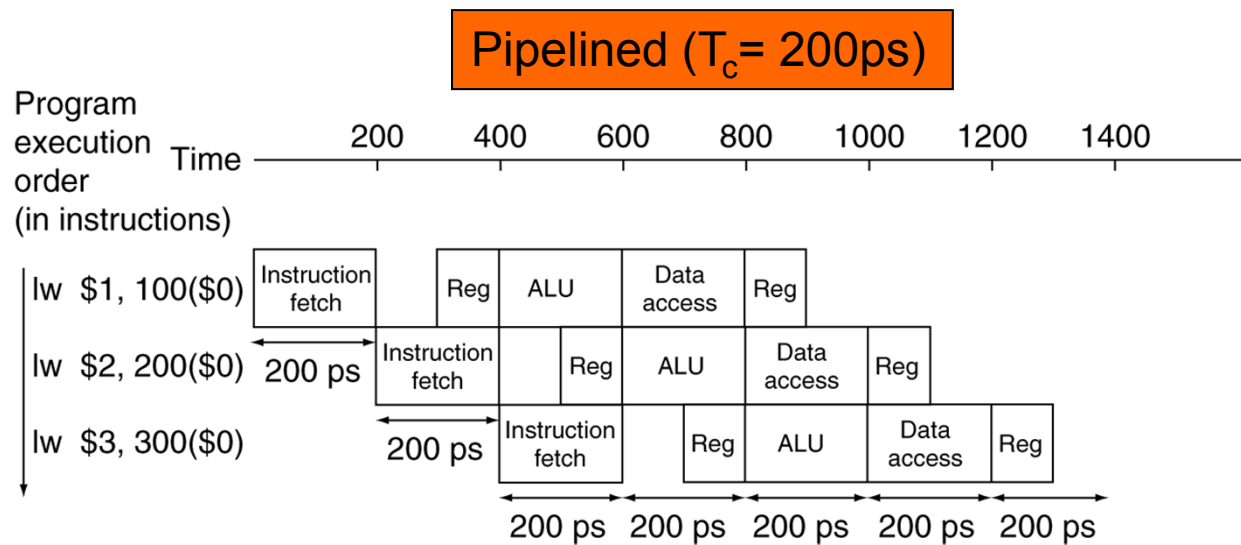 Pipelined (Tc= 200ps)
Program
execution
order
(in instructions)
Time
200 400 600 800 1000 1200 1400
lw $1, 100($0)
Instruction
fetch
Reg
ALU
Data
access
Reg
200 ps
lw $2, 200($0)
Instruction
fetch
Reg
ALU
Data
access
Reg
200 ps
lw $3, 300($0)
Instruction
fetch
Reg
ALU
Data
access
Reg
200 ps 200 ps 200 ps 200 ps 200 ps